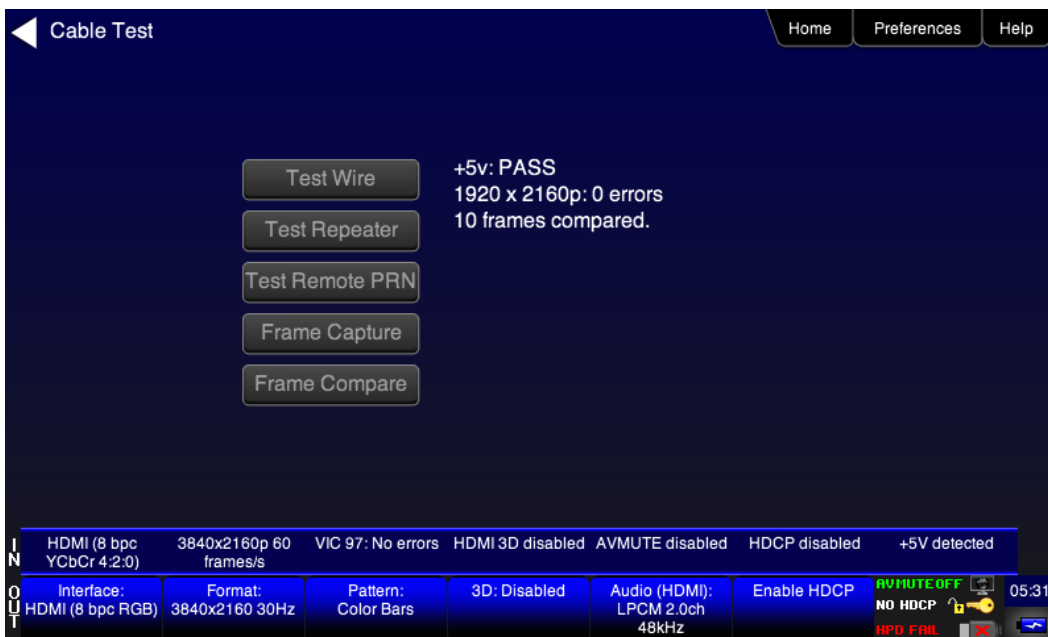 Cable Test
Home
Preferences
Help
Test Wire
Test Repeater
Test Remote PRN
Frame Capture
Frame Compare
+5v: PASS
1920 x 2160p: 0 errors
10 frames compared.
IN
HDMI (8 bpc
YCbCr 4:2:0)
3840x2160p 60
frames/s
VIC 97: No errors
HDMI 3D disabled
AVMUTE disabled
HDCP disabled
+5V detected
OUT
Interface:
HDMI (8 bpc RGB)
Format:
3840x2160 30Hz
Pattern:
Color Bars
3D: Disabled
Audio (HDMI):
LPCM 2.0ch
48kHz
Enable HDCP
AVMUTE OFF
NO HDCP
HPD FAIL
05:31